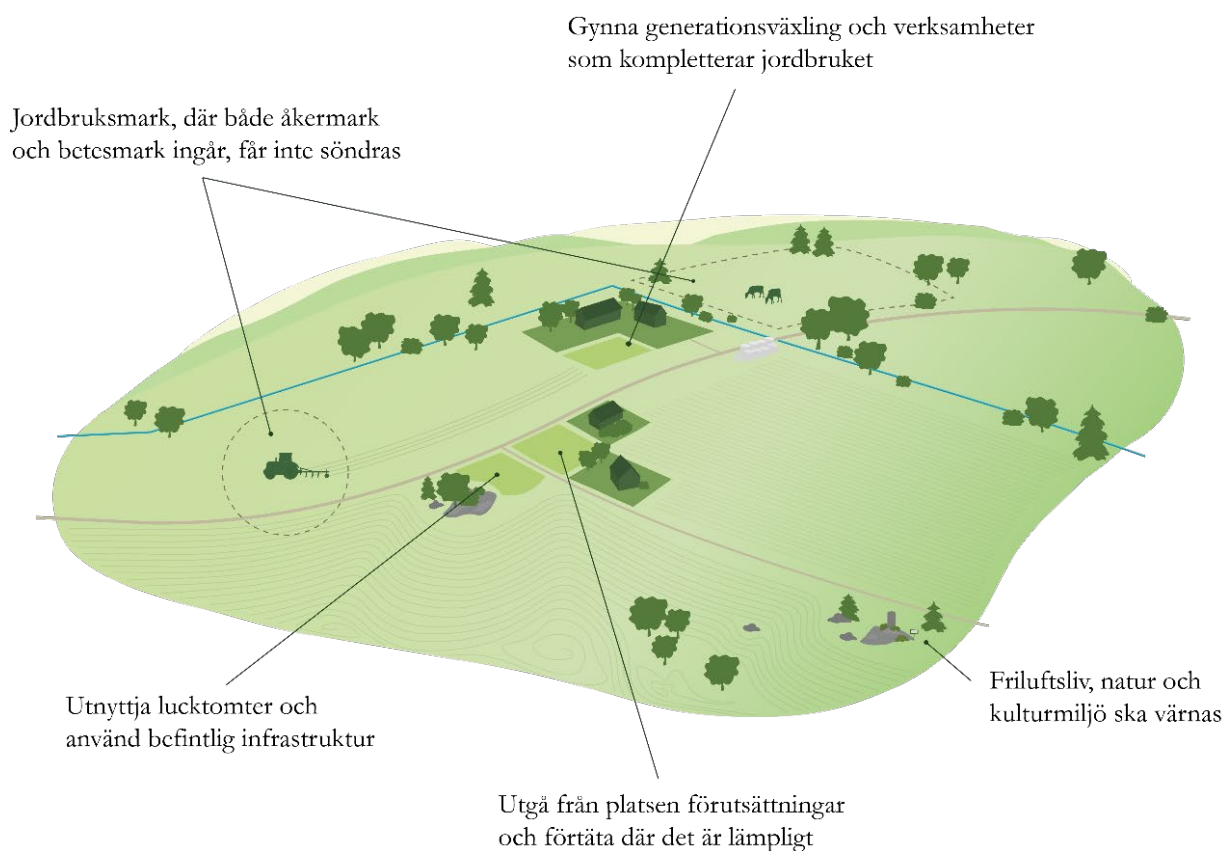 Gynna generationsväxling och verksamheter
som kompletterar jordbruket
Jordbruksmark, där både åkermark
och betesmark ingår, får inte söndras
Utnyttja lucktomter och
använd befintlig infrastruktur
Friluftsliv, natur och
kulturmiljö ska värnas
Utgå från platsen förutsättningar
och förtäta där det är lämpligt